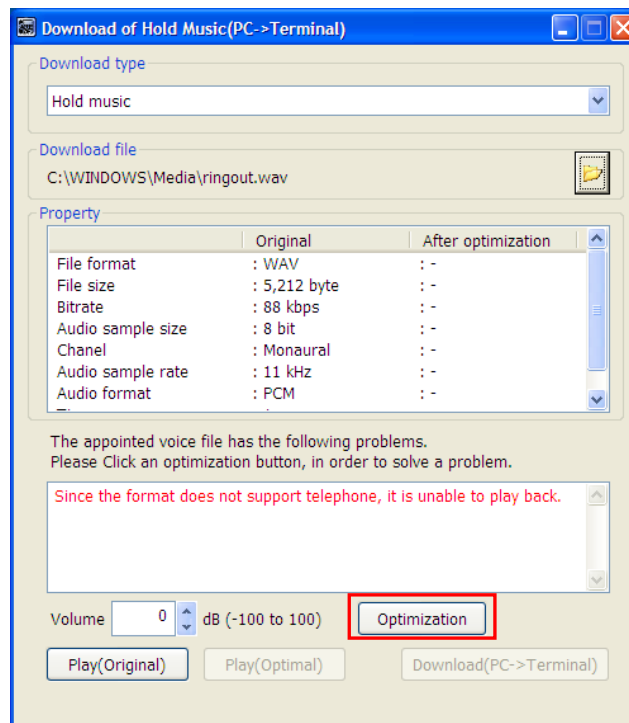 Download of Hold Music(PC->Terminal)
Download type
Hold music
Download file
C:\WINDOWS\Media\ringout.wav
Property
Original After optimization
File format : WAV : -
File size : 5,212 byte : -
Bitrate : 88 kbps : -
Audio sample size : 8 bit : -
Chanel : Monaural : -
Audio sample rate : 11 kHz : -
Audio format : PCM : -
The appointed voice file has the following problems.
Please Click an optimization button, in order to solve a problem.
Since the format does not support telephone, it is unable to play back.
Volume 0 dB (-100 to 100) Optimization
Play(Original) Play(Optimal) Download(PC->Terminal)